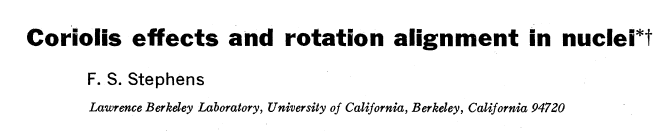 Coriolis effects and rotation alignment in nuclei*†
F. S. Stephens
Lawrence Berkeley Laboratory, University of California, Berkeley, California 94720